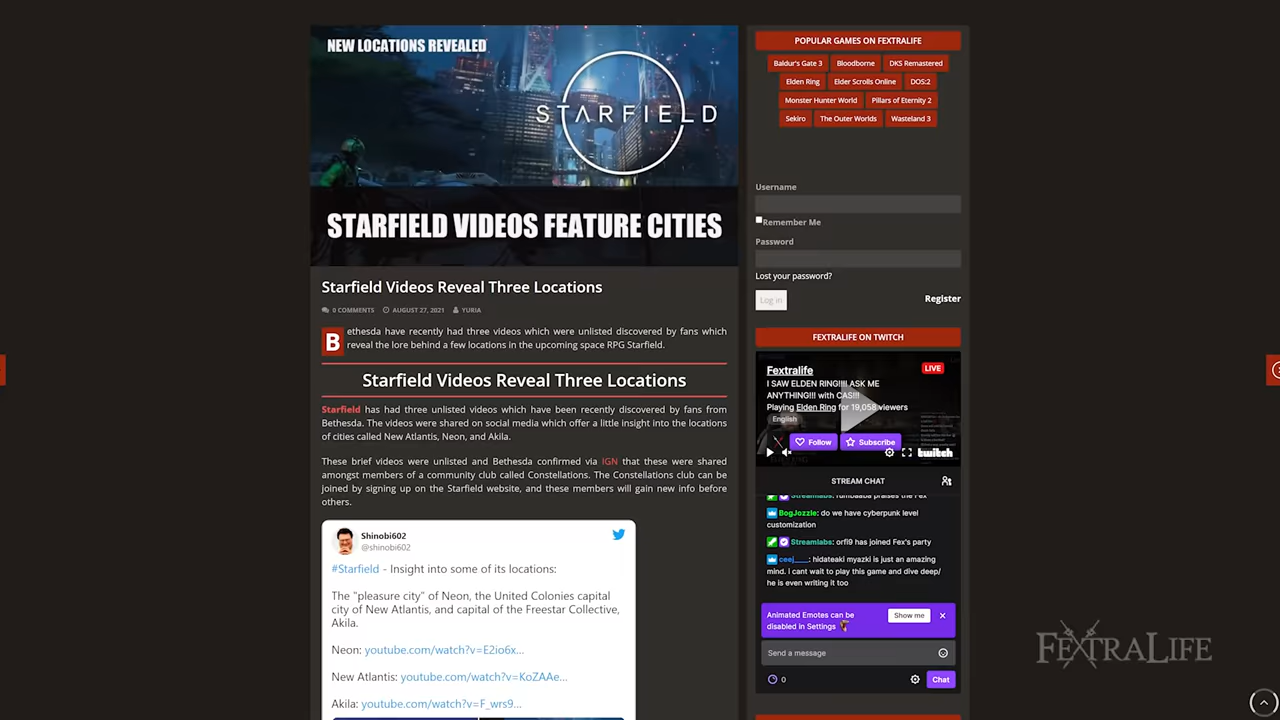 NEW LOCATIONS REVEALED
STARFIELD
STARFIELD VIDEOS FEATURE CITIES
Starfield Videos Reveal Three Locations
0 COMMENTS AUGUST 27, 2021 YURIA
Bethesda have recently had three videos which were unlisted discovered by fans which
reveal the lore behind a few locations in the upcoming space RPG Starfield.
Starfield Videos Reveal Three Locations
Starfield has had three unlisted videos which have been recently discovered by fans from
Bethesda. The videos were shared on social media which offer a little insight into the locations
of cities called New Atlantis, Neon, and Akila.
These brief videos were unlisted and Bethesda confirmed via IGN that these were shared
amongst members of a community club called Constellations. The Constellations club can be
joined by signing up on the Starfield website, and these members will gain new info before
others.
Shinobi602
@shinobi602
#Starfield - Insight into some of its locations:
The "pleasure city" of Neon, the United Colonies capital
city of New Atlantis, and capital of the Freestar Collective,
Akila.
Neon: youtube.com/watch?v=E2io6x...
New Atlantis: youtube.com/watch?v=KoZAAe...
Akila: youtube.com/watch?v=F_wrs9...
POPULAR GAMES ON FEXTRALIFE
Baldur's Gate 3 Bloodborne DKS Remastered
Elden Ring Elder Scrolls Online DOS:2
Monster Hunter World Pillars of Eternity 2
Sekiro The Outer Worlds Wasteland 3
Username
Remember Me
Password
Lost your password?
Log in Register
FEXTRALIFE ON TWITCH
Fextralife LIVE
I SAW ELDEN RING!!!! ASK ME
ANYTHING!!! with CAS!!!
Playing Elden Ring for 19,058 viewers
English
Follow Subscribe
twitch
STREAM CHAT
Streamlabs: rumbaaba praises the Fex
BogJozzle: do we have cyberpunk level
customization
Streamlabs: orfi9 has joined Fex's party
ceej____: hidateaki myazki is just an amazing
mind. I cant wait to play this game and dive deep/
he is even writing it too
Animated Emotes can be
disabled in Settings
Show me
Send a message
0 Chat
FEXTRALIFE